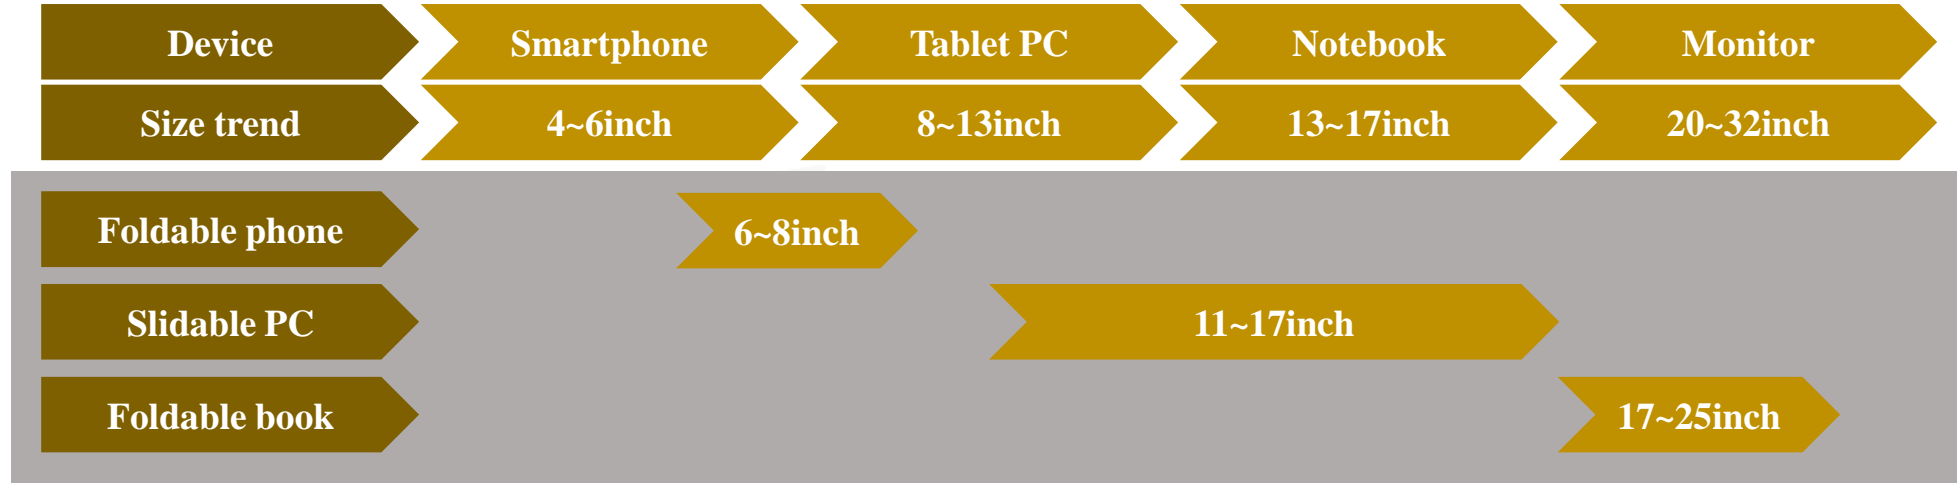 Device Smartphone Tablet PC Notebook Monitor
Size trend 4~6inch 8~13inch 13~17inch 20~32inch
Foldable phone 6~8inch
Slidable PC 11~17inch
Foldable book 17~25inch